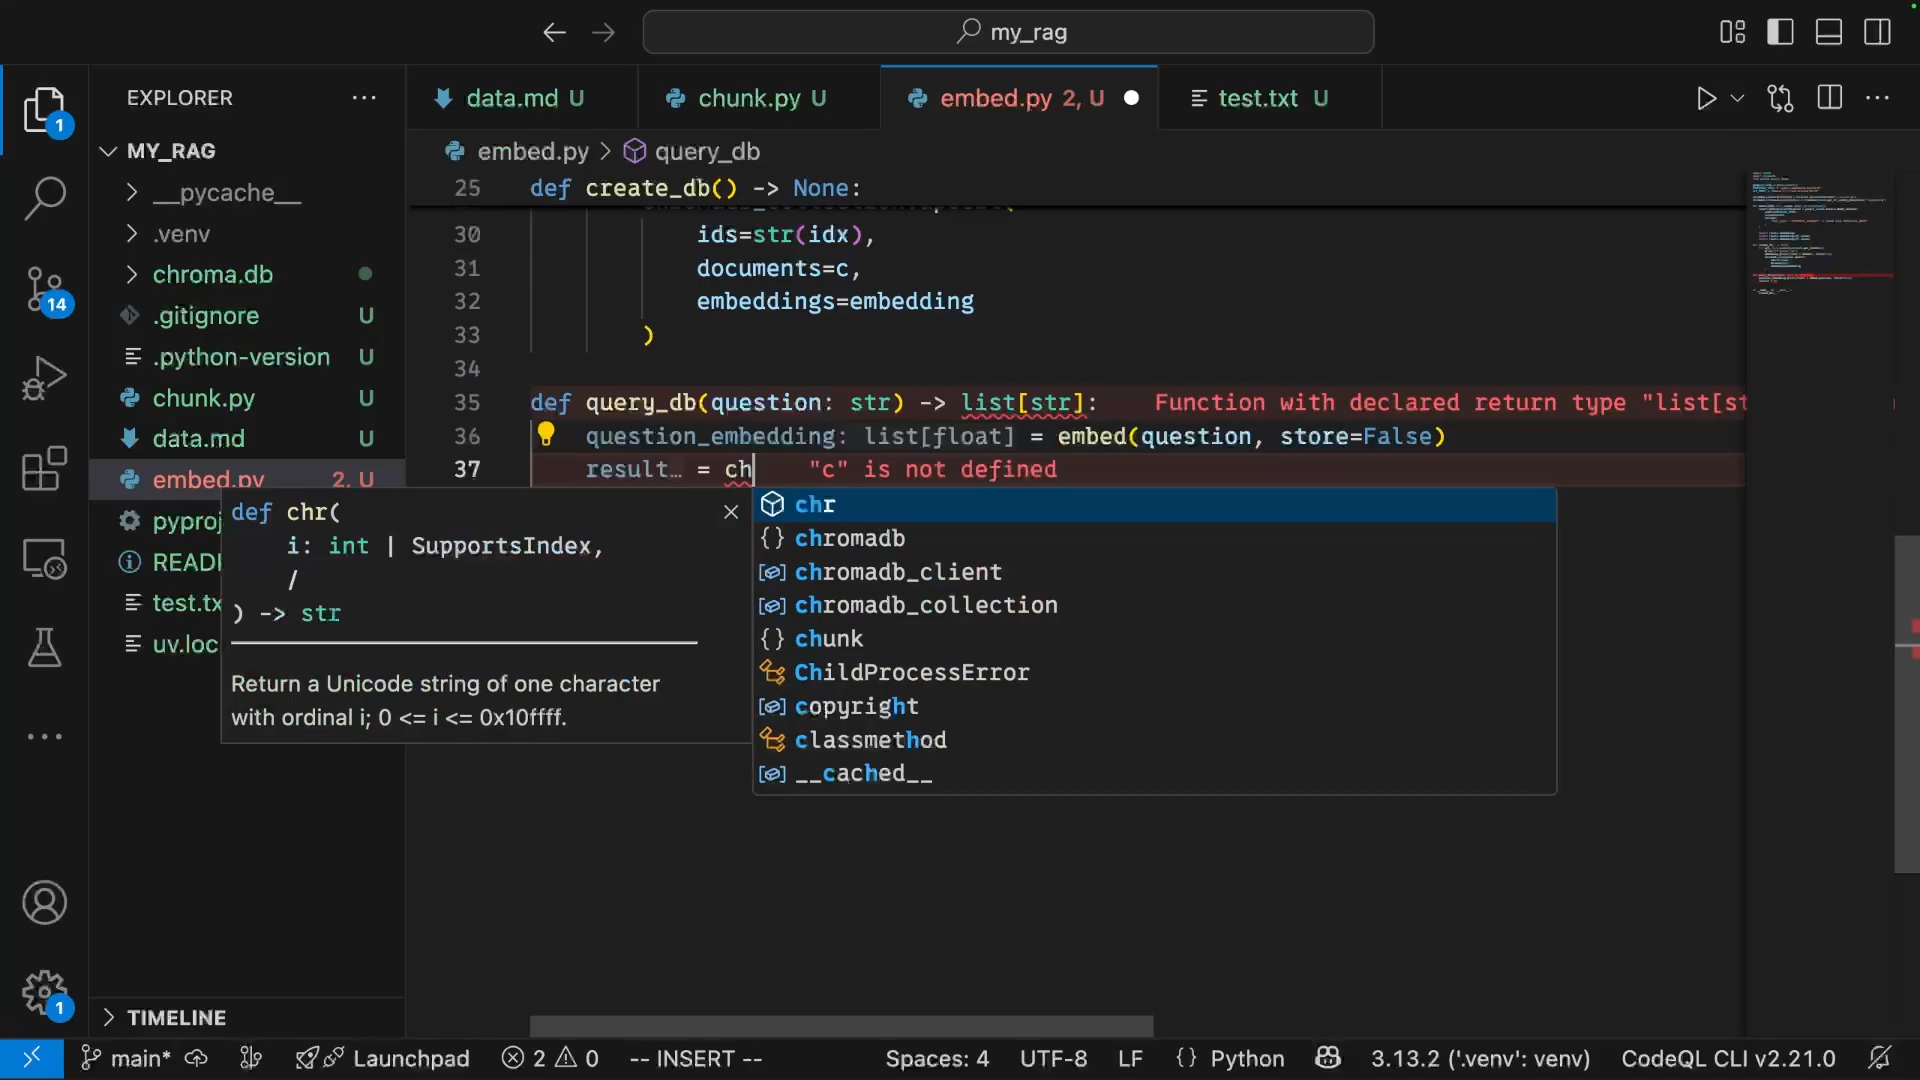 my_rag
EXPLORER
data.md U
chunk.py U
embed.py 2, U
test.txt U
1
MY_RAG
embed.py > query_db
__pycache__
25 def create_db() -> None:
.venv
30 ids=str(idx),
chroma.db
31 documents=c,
14
.gitignore U
32 embeddings=embedding
33 )
.python-version U
34
chunk.py U
35 def query_db(question: str) -> list[str]: Function with declared return type "list[st
data.md U
36 question_embedding: list[float] = embed(question, store=False)
embed.py 2, U
37 result… = ch "c" is not defined
def chr(
i: int | SupportsIndex,
/
) -> str
Return a Unicode string of one character
with ordinal i; 0 <= i <= 0x10ffff.
chr
chromadb
chromadb_client
chromadb_collection
chunk
ChildProcessError
copyright
classmethod
__cached__
pyproj
READ
test.tx
uv.loc
1
TIMELINE
main* Launchpad 2 0 -- INSERT -- Spaces: 4 UTF-8 LF {} Python 3.13.2 ('.venv': venv) CodeQL CLI v2.21.0